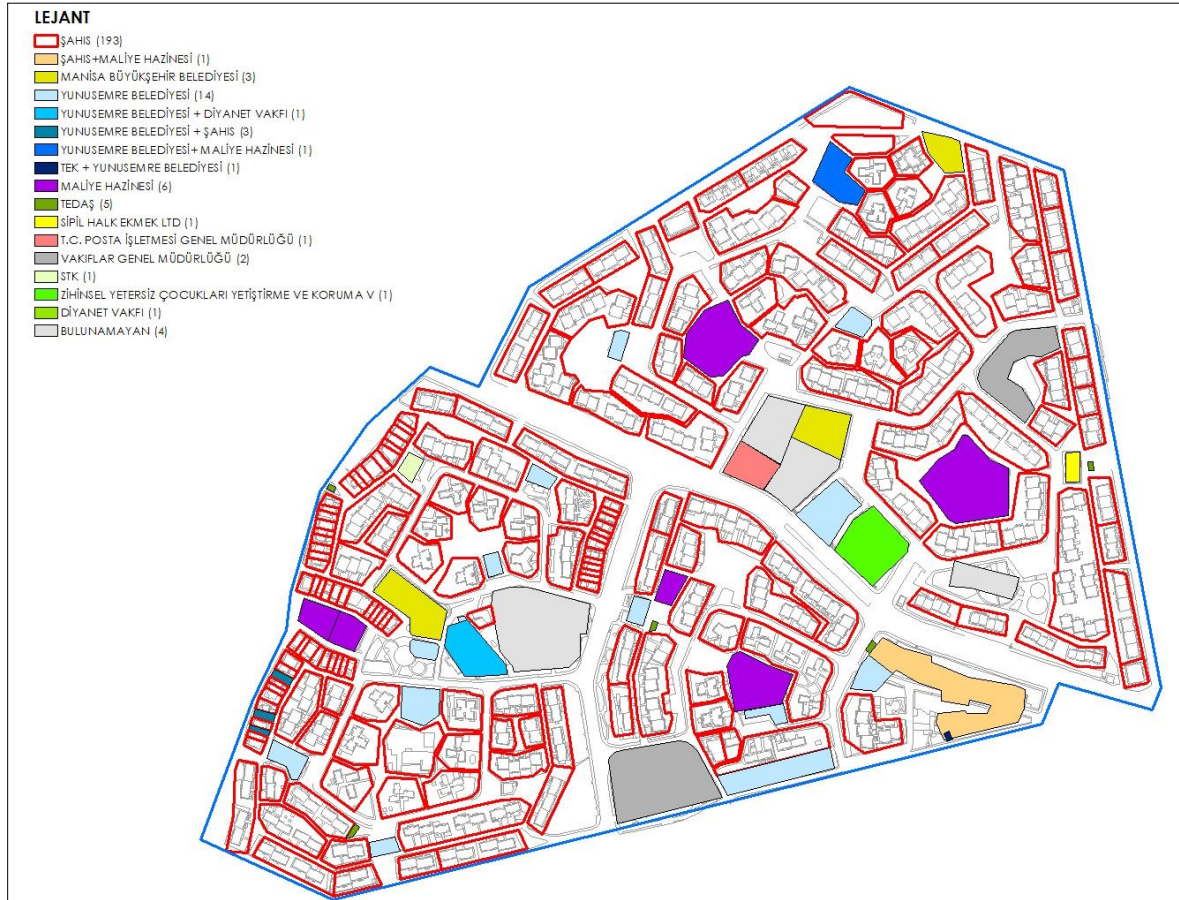 LEJANT
ŞAHIS (193)
ŞAHIS+MALİYE HAZİNESİ (1)
MANİSA BÜYÜKŞEHİR BELEDİYESİ (3)
YUNUSEMRE BELEDİYESİ (14)
YUNUSEMRE BELEDİYESİ + DİYANET VAKFI (1)
YUNUSEMRE BELEDİYESİ + ŞAHIS (3)
YUNUSEMRE BELEDİYESİ+ MALİYE HAZİNESİ (1)
TEK + YUNUSEMRE BELEDİYESİ (1)
MALİYE HAZİNESİ (6)
TEDAŞ (5)
SİPİL HALK EKMEK LTD (1)
T.C. POSTA İŞLETMESİ GENEL MÜDÜRLÜĞÜ (1)
VAKIFLAR GENEL MÜDÜRLÜĞÜ (2)
STK (1)
ZİHİNSEL YETERSİZ ÇOCUKLARI YETİŞTİRME VE KORUMA V (1)
DİYANET VAKFI (1)
BULUNAMAYAN (4)